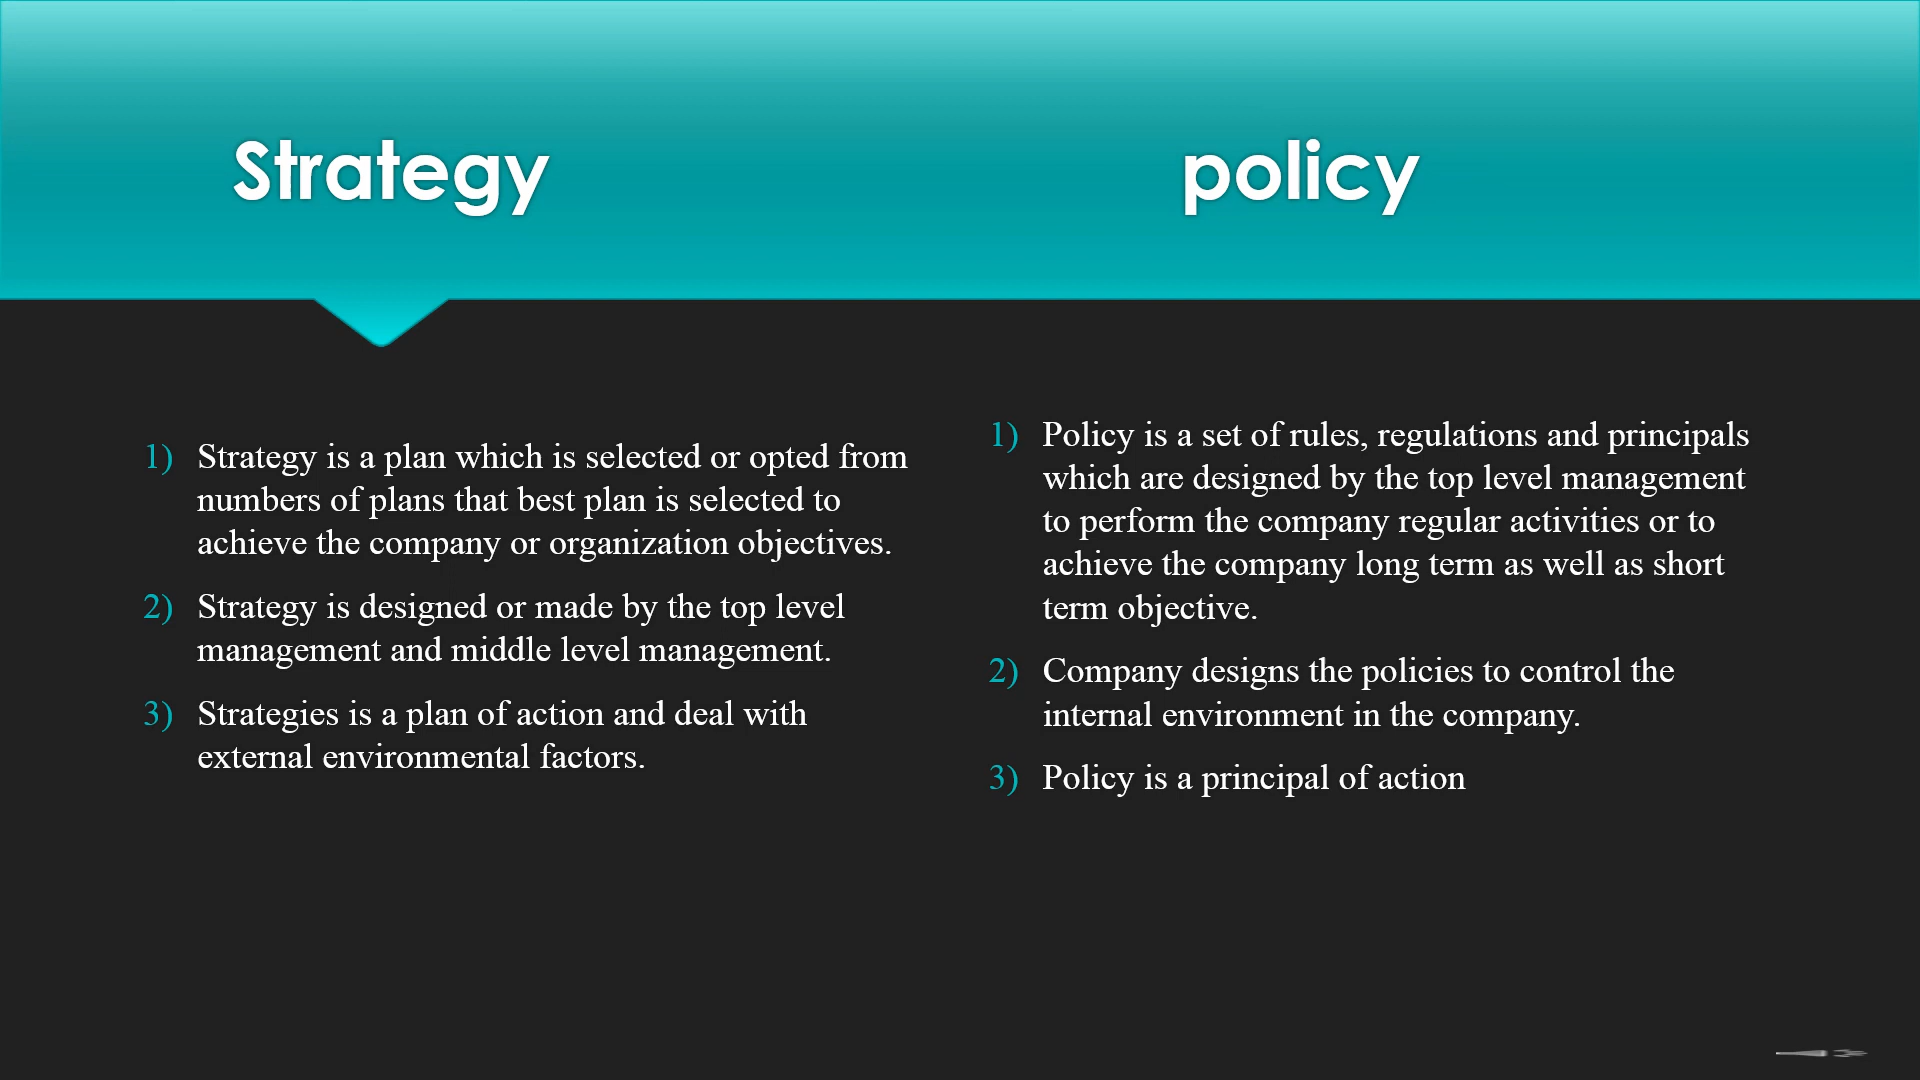 Strategy
policy
1) Strategy is a plan which is selected or opted from
numbers of plans that best plan is selected to
achieve the company or organization objectives.
2) Strategy is designed or made by the top level
management and middle level management.
3) Strategies is a plan of action and deal with
external environmental factors.
1) Policy is a set of rules, regulations and principals
which are designed by the top level management
to perform the company regular activities or to
achieve the company long term as well as short
term objective.
2) Company designs the policies to control the
internal environment in the company.
3) Policy is a principal of action